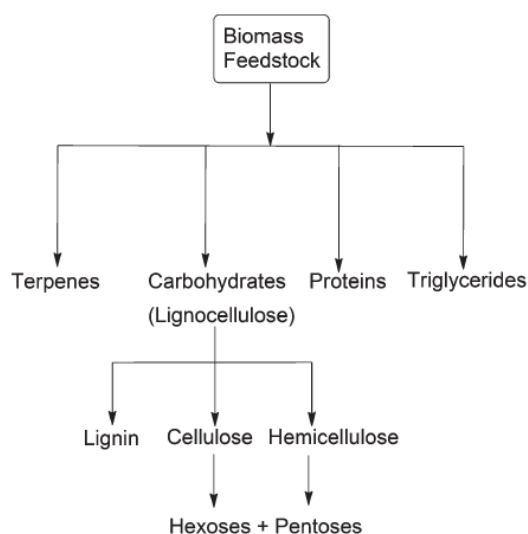 Biomass
Feedstock
Terpenes Carbohydrates Proteins Triglycerides
(Lignocellulose)
Lignin Cellulose Hemicellulose
Hexoses + Pentoses